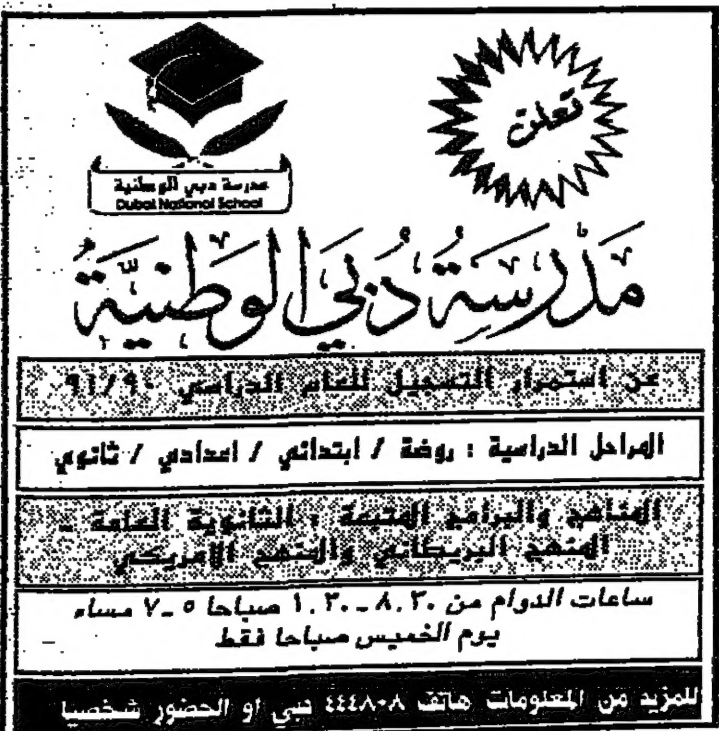 تعلن
مدرسة دبي الوطنية
Dubai National School
مَدْرَسَةُ دُبَي الوَطَنِيَّةُ
عن استمرار التسجيل للعام الدراسي ٩١/٩٠
المراحل الدراسية : روضة / ابتدائي / اعدادي / ثانوي
المناهج والبرامج المتبعة : الثانوية العامة -
المنهج البريطاني والمنهج الامريكي
ساعات الدوام من ٨,٣٠ - ١,٣٠ صباحا ٥ - ٧ مساء
يوم الخميس صباحا فقط
للمزيد من المعلومات هاتف ٤٤٤٨٠٨ دبي او الحضور شخصيا